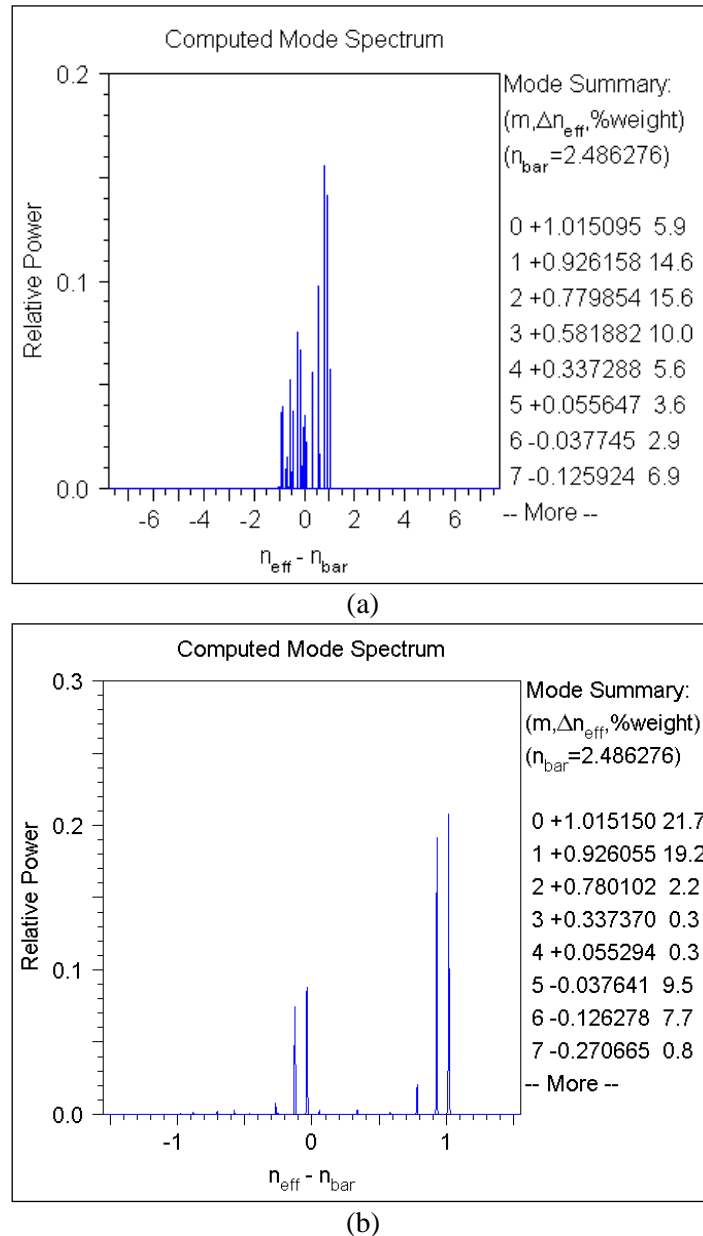 Computed Mode Spectrum
0.2
0.1
0.0
Relative Power
-6 -4 -2 0 2 4 6
n_eff - n_bar
Mode Summary:
(m,Δn_eff,%weight)
(n_bar=2.486276)
0 +1.015095 5.9
1 +0.926158 14.6
2 +0.779854 15.6
3 +0.581882 10.0
4 +0.337288 5.6
5 +0.055647 3.6
6 -0.037745 2.9
7 -0.125924 6.9
-- More --
(a)
Computed Mode Spectrum
0.3
0.2
0.1
0.0
Relative Power
-1 0 1
n_eff - n_bar
Mode Summary:
(m,Δn_eff,%weight)
(n_bar=2.486276)
0 +1.015150 21.7
1 +0.926055 19.2
2 +0.780102 2.2
3 +0.337370 0.3
4 +0.055294 0.3
5 -0.037641 9.5
6 -0.126278 7.7
7 -0.270665 0.8
-- More --
(b)